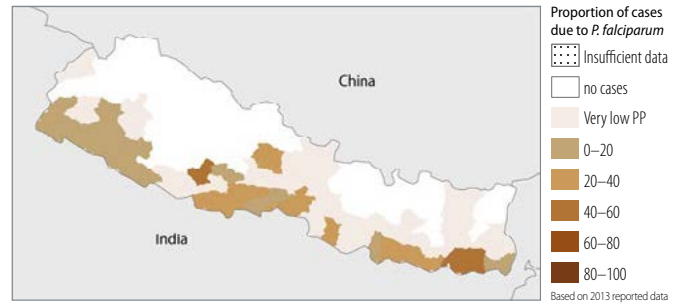 Proportion of cases
due to P. falciparum
Insufficient data
no cases
Very low PP
0–20
20–40
40–60
60–80
80–100
Based on 2013 reported data
China
India